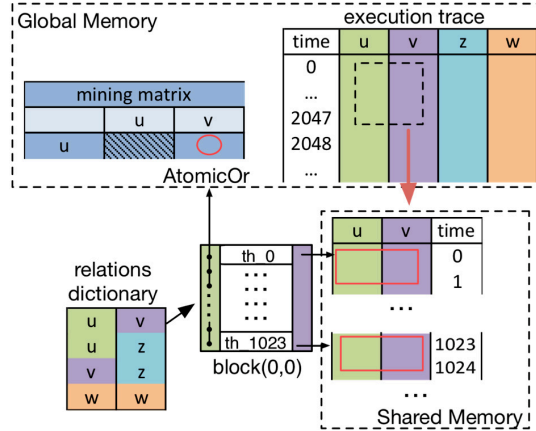 Global Memory
execution trace
time u v z w
0
...
2047
2048
...
mining matrix
u v
u
AtomicOr
relations
dictionary
u v
u z
v z
w w
th_0
...
...
...
...
th_1023
block(0,0)
u v time
0
1
...
1023
1024
...
Shared Memory